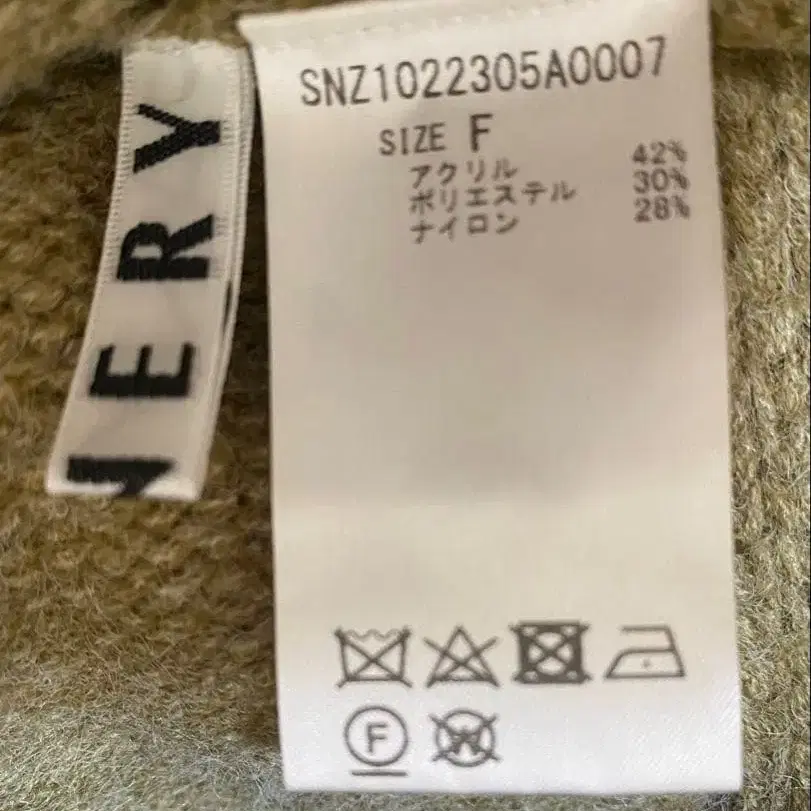 NERY
SNZ1022305A0007
SIZE F
アクリル 42%
ポリエステル 30%
ナイロン 28%
F
W